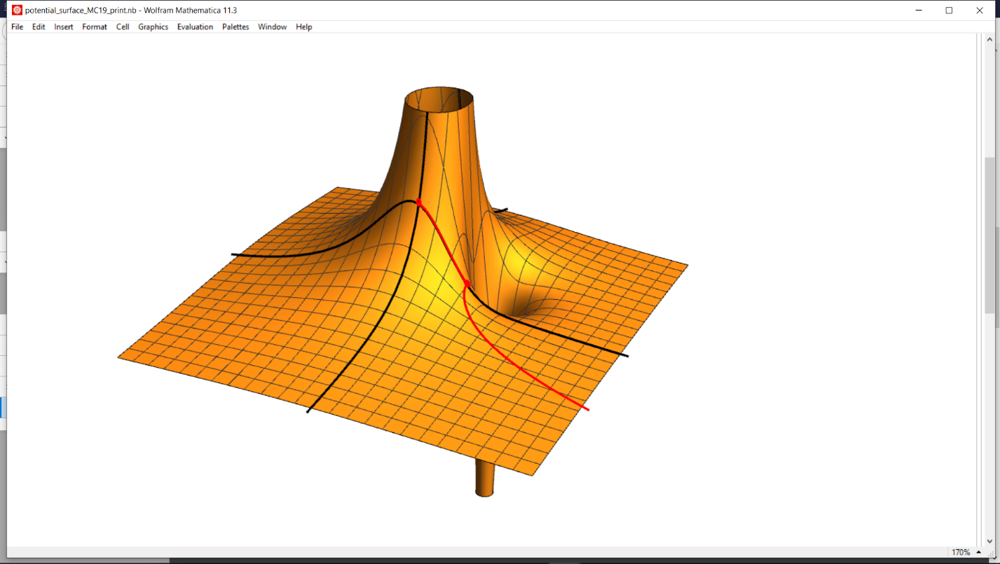 potential_surface_MC19_print.nb - Wolfram Mathematica 11.3
File Edit Insert Format Cell Graphics Evaluation Palettes Window Help
170%